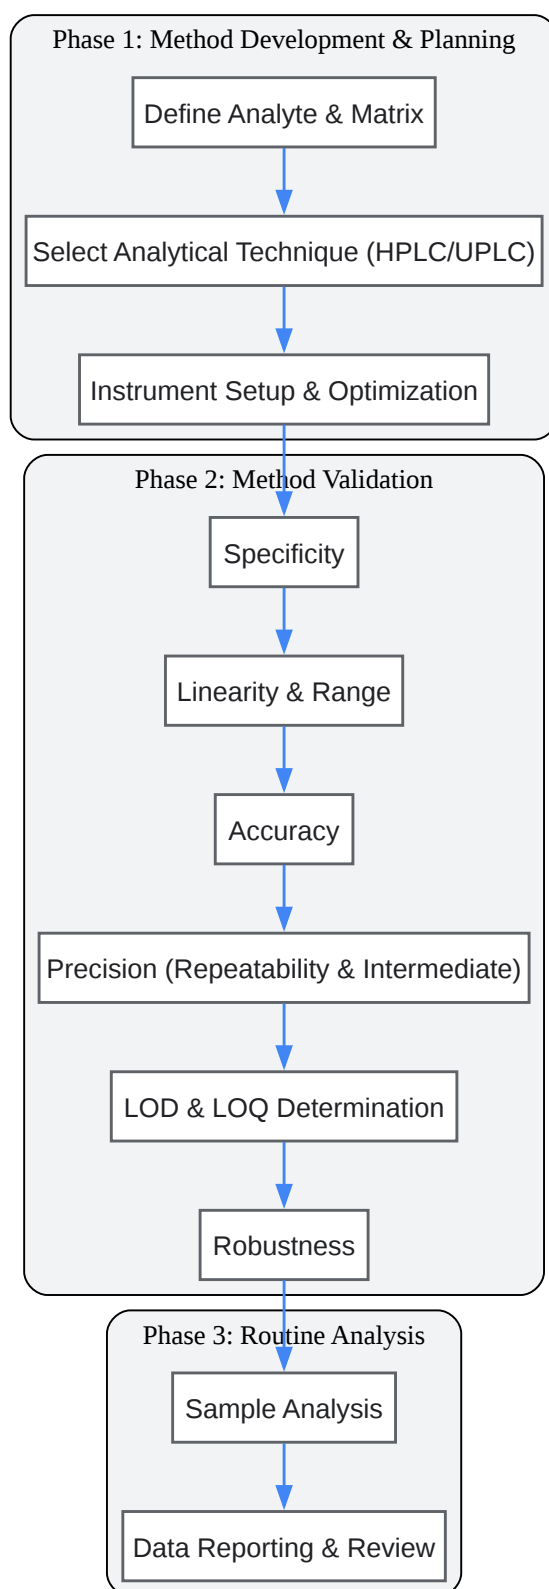 Phase 1: Method Development & Planning
Define Analyte & Matrix
Select Analytical Technique (HPLC/UPLC)
Instrument Setup & Optimization
Phase 2: Method Validation
Specificity
Linearity & Range
Accuracy
Precision (Repeatability & Intermediate)
LOD & LOQ Determination
Robustness
Phase 3: Routine Analysis
Sample Analysis
Data Reporting & Review